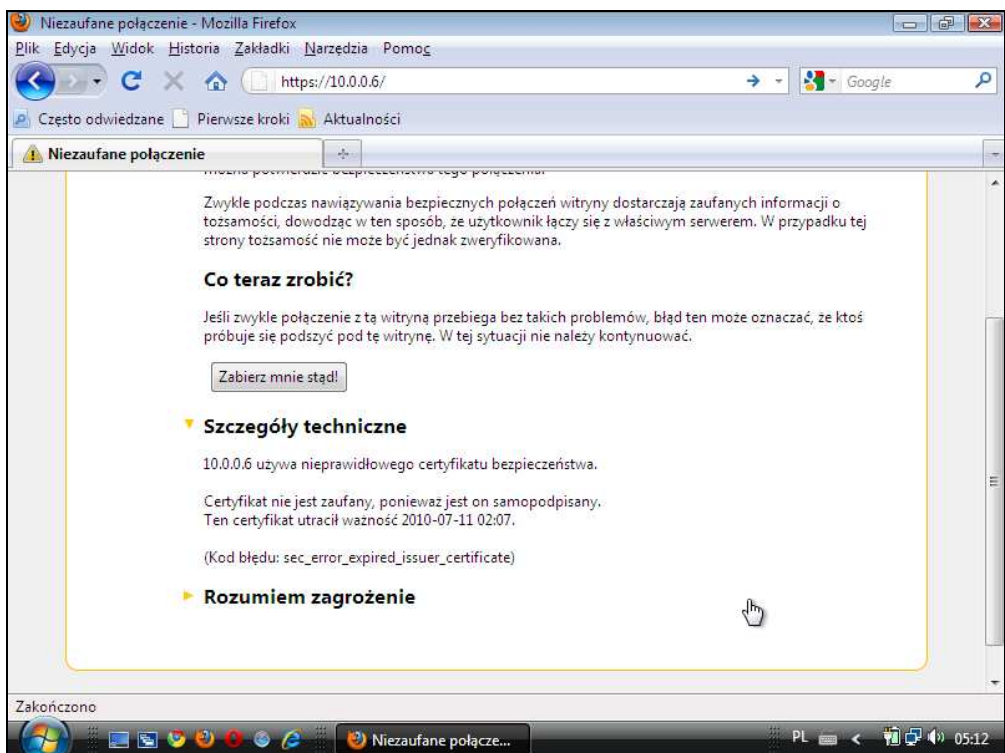 Niezaufane połączenie - Mozilla Firefox
Plik Edycja Widok Historia Zakładki Narzędzia Pomoc
https://10.0.0.6/
Google
Często odwiedzane Pierwsze kroki Aktualności
Niezaufane połączenie
można potwierdzić bezpieczeństwa tego połączenia.
Zwykle podczas nawiązywania bezpiecznych połączeń witryny dostarczają zaufanych informacji o
tożsamości, dowodząc w ten sposób, że użytkownik łączy się z właściwym serwerem. W przypadku tej
strony tożsamość nie może być jednak zweryfikowana.
Co teraz zrobić?
Jeśli zwykle połączenie z tą witryną przebiega bez takich problemów, błąd ten może oznaczać, że ktoś
próbuje się podszyć pod tę witrynę. W tej sytuacji nie należy kontynuować.
Zabierz mnie stąd!
Szczegóły techniczne
10.0.0.6 używa nieprawidłowego certyfikatu bezpieczeństwa.
Certyfikat nie jest zaufany, ponieważ jest on samopodpisany.
Ten certyfikat utracił ważność 2010-07-11 02:07.
(Kod błędu: sec_error_expired_issuer_certificate)
Rozumiem zagrożenie
Zakończono
Niezaufane połącze...
PL
05:12